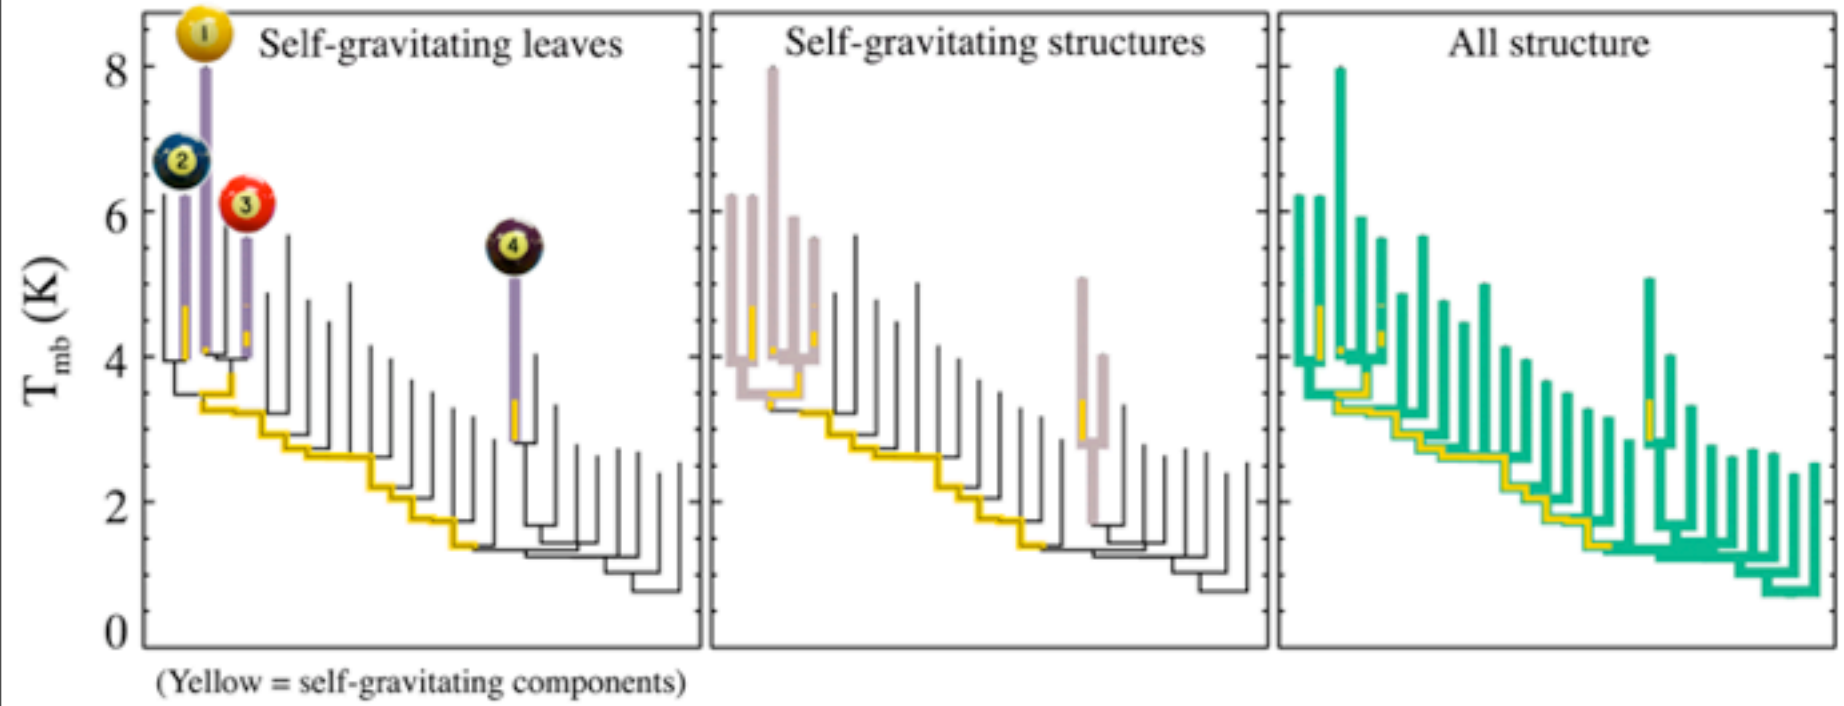 Self-gravitating leaves
Self-gravitating structures
All structure
1
2
3
4
8
6
4
2
0
Tmb (K)
(Yellow = self-gravitating components)